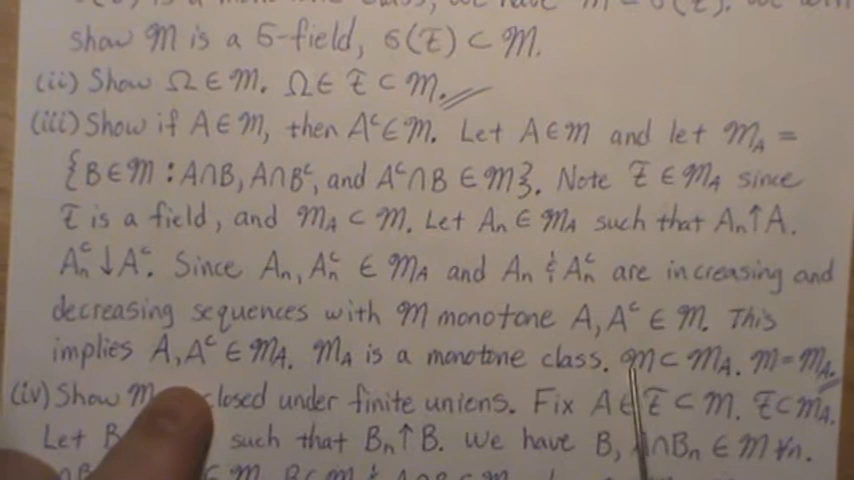 show 𝓜 is a σ-field, σ(𝓕) ⊂ 𝓜.
(ii) Show Ω ∈ 𝓜. Ω ∈ 𝓕 ⊂ 𝓜.
(iii) Show if A ∈ 𝓜, then Aᶜ ∈ 𝓜. Let A ∈ 𝓜 and let 𝓜_A =
{B ∈ 𝓜 : A∩B, A∩Bᶜ, and Aᶜ∩B ∈ 𝓜}. Note 𝓕 ∈ 𝓜_A since
𝓕 is a field, and 𝓜_A ⊂ 𝓜. Let Aₙ ∈ 𝓜_A such that Aₙ↑A.
Aₙᶜ ↓ Aᶜ. Since Aₙ, Aₙᶜ ∈ 𝓜_A and Aₙ & Aₙᶜ are increasing and
decreasing sequences with 𝓜 monotone A, Aᶜ ∈ 𝓜. This
implies A, Aᶜ ∈ 𝓜_A. 𝓜_A is a monotone class. 𝓜 ⊂ 𝓜_A. 𝓜 = 𝓜_A.
(iv) Show 𝓜 closed under finite unions. Fix A ∈ 𝓕 ⊂ 𝓜. 𝓕 ⊂ 𝓜_A.
Let B such that Bₙ↑B. We have B, A∩Bₙ ∈ 𝓜 ∀n.